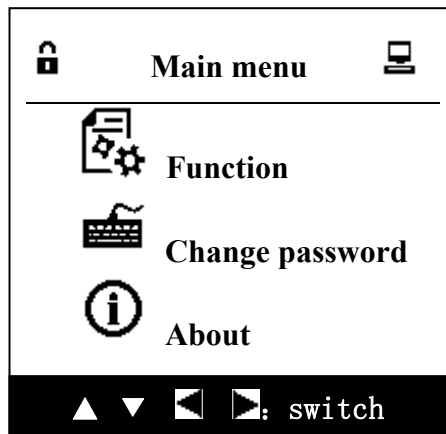 Main menu
Function
Change password
About
▲ ▼ ◀ ▶: switch